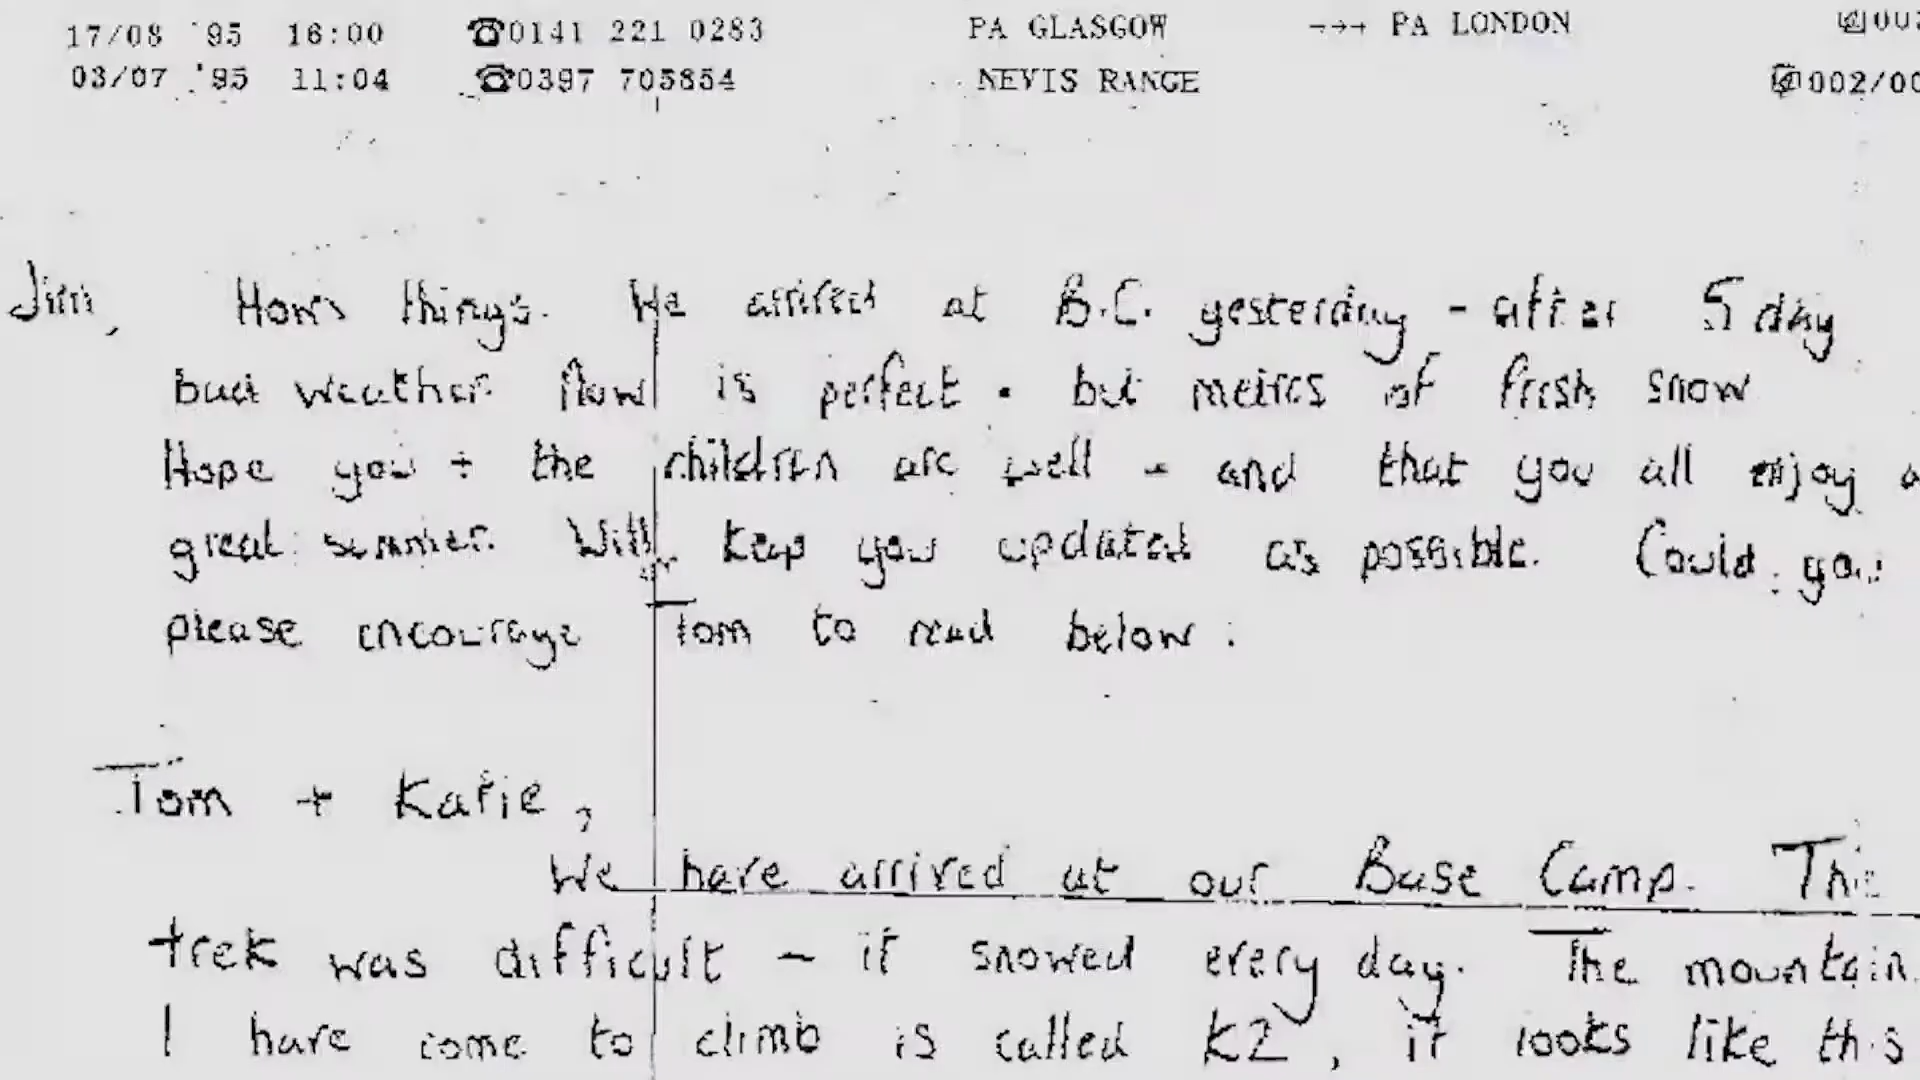 17/08 '95 16:00 ☎0141 221 0283 PA GLASGOW →→→ PA LONDON
03/07 '95 11:04 ☎0397 705854 NEVIS RANGE 002/00
Jim, How's things. We arrived at B.C. yesterday - after 5 day
bad weather. Now is perfect - but metres of fresh snow
Hope you + the children are well - and that you all enjoy a
great summer. Will keep you updated as possible. Could you
please encourage Tom to read below:
Tom + Katie,
We have arrived at our Base Camp. The
trek was difficult - it snowed every day. The mountain
I have come to climb is called K2, it looks like this